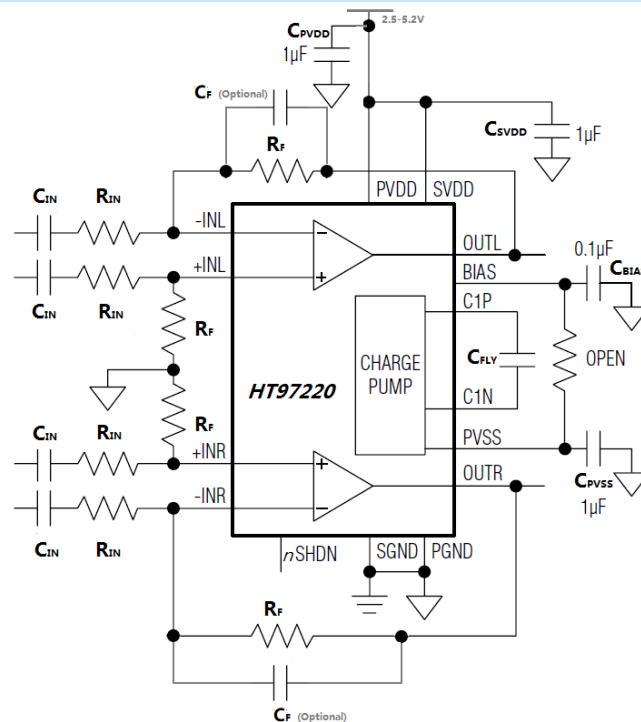 2.5-5.2V
CPVDD
1µF
CF (Optional)
CSVDD
1µF
RF
PVDD SVDD
CIN RIN
-INL
OUTL
+INL
BIAS
0.1µF
CBIA
CIN RIN
C1P
RF
CHARGE
PUMP
CFLY
OPEN
HT97220
C1N
RF
CIN RIN
+INR
PVSS
-INR
OUTR
CPVSS
1µF
CIN RIN
nSHDN
SGND PGND
RF
CF (Optional)